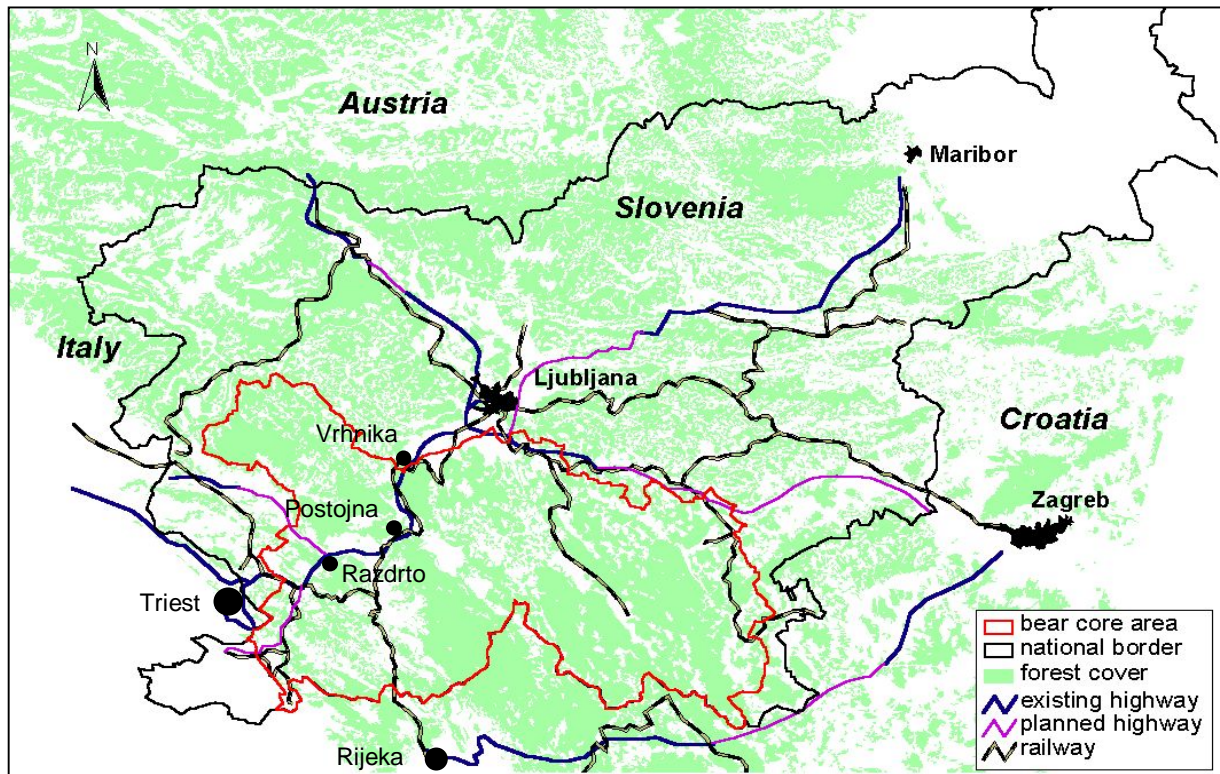 N
Austria
Maribor
Slovenia
Italy
Ljubljana
Croatia
Vrhnika
Zagreb
Postojna
Razdrto
Triest
Rijeka
bear core area
national border
forest cover
existing highway
planned highway
railway